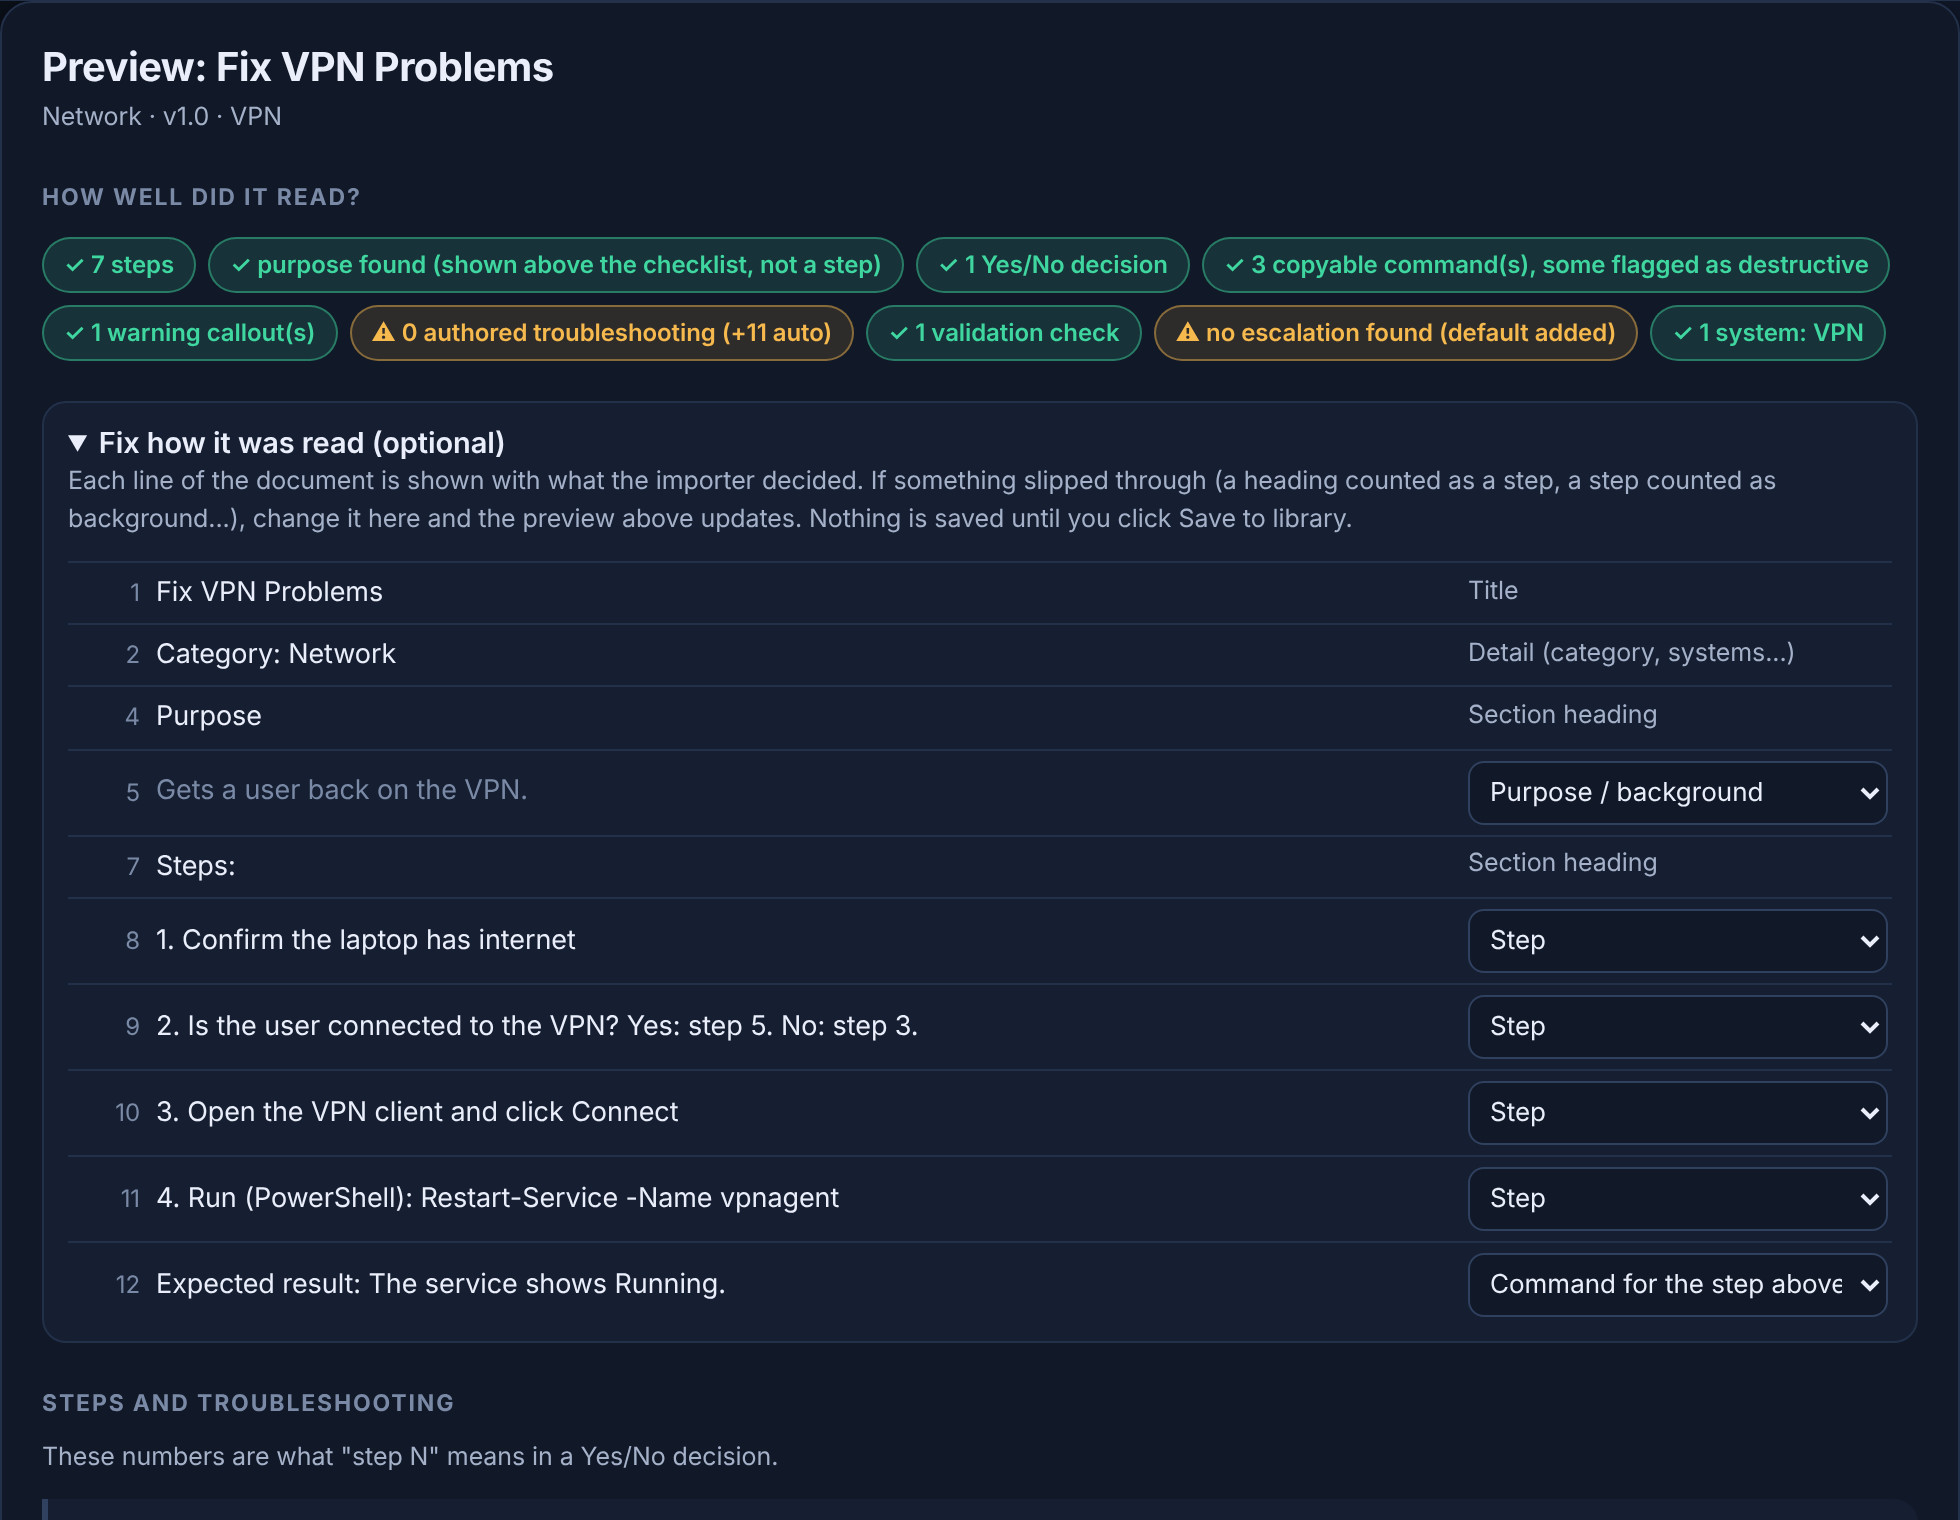 Preview: Fix VPN Problems
Network · v1.0 · VPN
HOW WELL DID IT READ?
✓ 7 steps ✓ purpose found (shown above the checklist, not a step) ✓ 1 Yes/No decision ✓ 3 copyable command(s), some flagged as destructive
✓ 1 warning callout(s) ⚠ 0 authored troubleshooting (+11 auto) ✓ 1 validation check ⚠ no escalation found (default added) ✓ 1 system: VPN
▼ Fix how it was read (optional)
Each line of the document is shown with what the importer decided. If something slipped through (a heading counted as a step, a step counted as
background...), change it here and the preview above updates. Nothing is saved until you click Save to library.
1 Fix VPN Problems Title
2 Category: Network Detail (category, systems...)
4 Purpose Section heading
5 Gets a user back on the VPN. Purpose / background
7 Steps: Section heading
8 1. Confirm the laptop has internet Step
9 2. Is the user connected to the VPN? Yes: step 5. No: step 3. Step
10 3. Open the VPN client and click Connect Step
11 4. Run (PowerShell): Restart-Service -Name vpnagent Step
12 Expected result: The service shows Running. Command for the step above
STEPS AND TROUBLESHOOTING
These numbers are what "step N" means in a Yes/No decision.